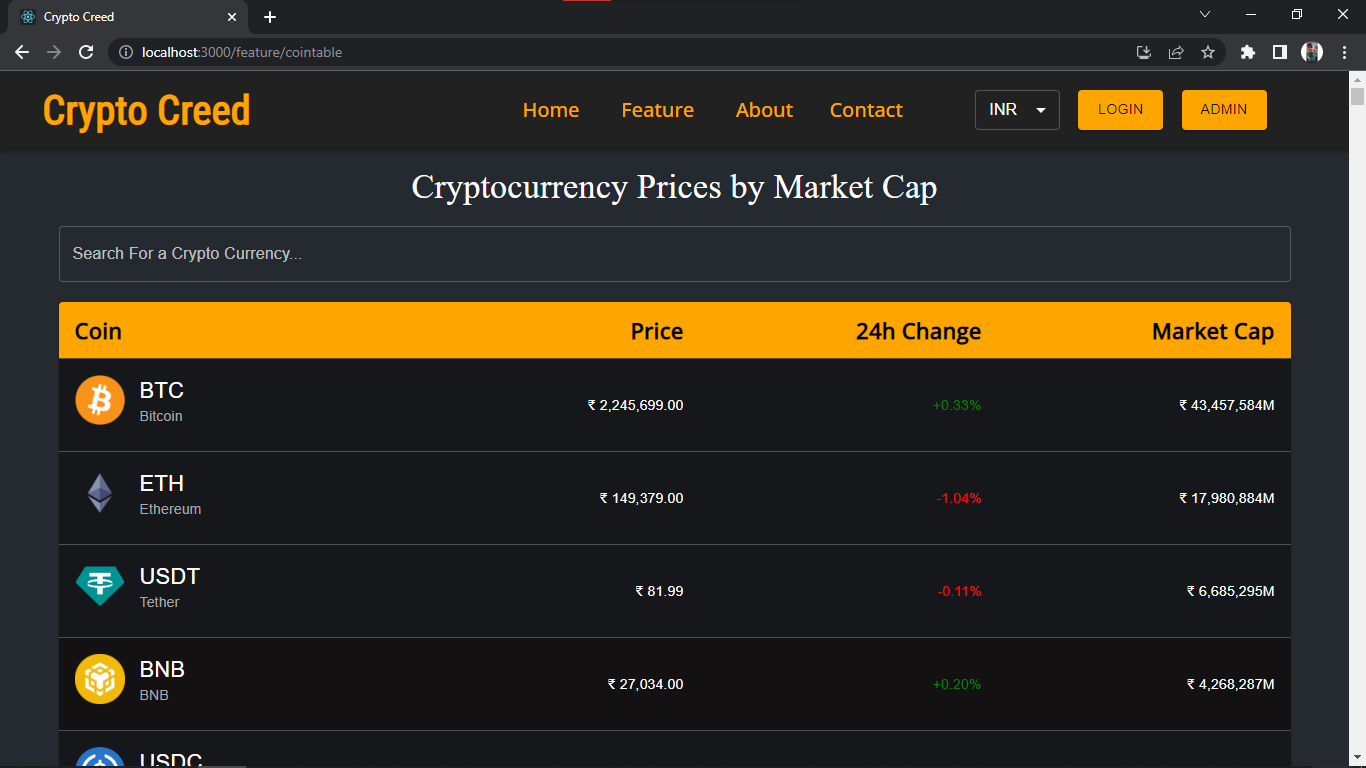 Crypto Creed
localhost:3000/feature/cointable
Crypto Creed Home Feature About Contact INR LOGIN ADMIN
Cryptocurrency Prices by Market Cap
Search For a Crypto Currency...
Coin Price 24h Change Market Cap
BTC
Bitcoin
₹ 2,245,699.00 +0.33% ₹ 43,457,584M
ETH
Ethereum
₹ 149,379.00 -1.04% ₹ 17,980,884M
USDT
Tether
₹ 81.99 -0.11% ₹ 6,685,295M
BNB
BNB
₹ 27,034.00 +0.20% ₹ 4,268,287M
USDC